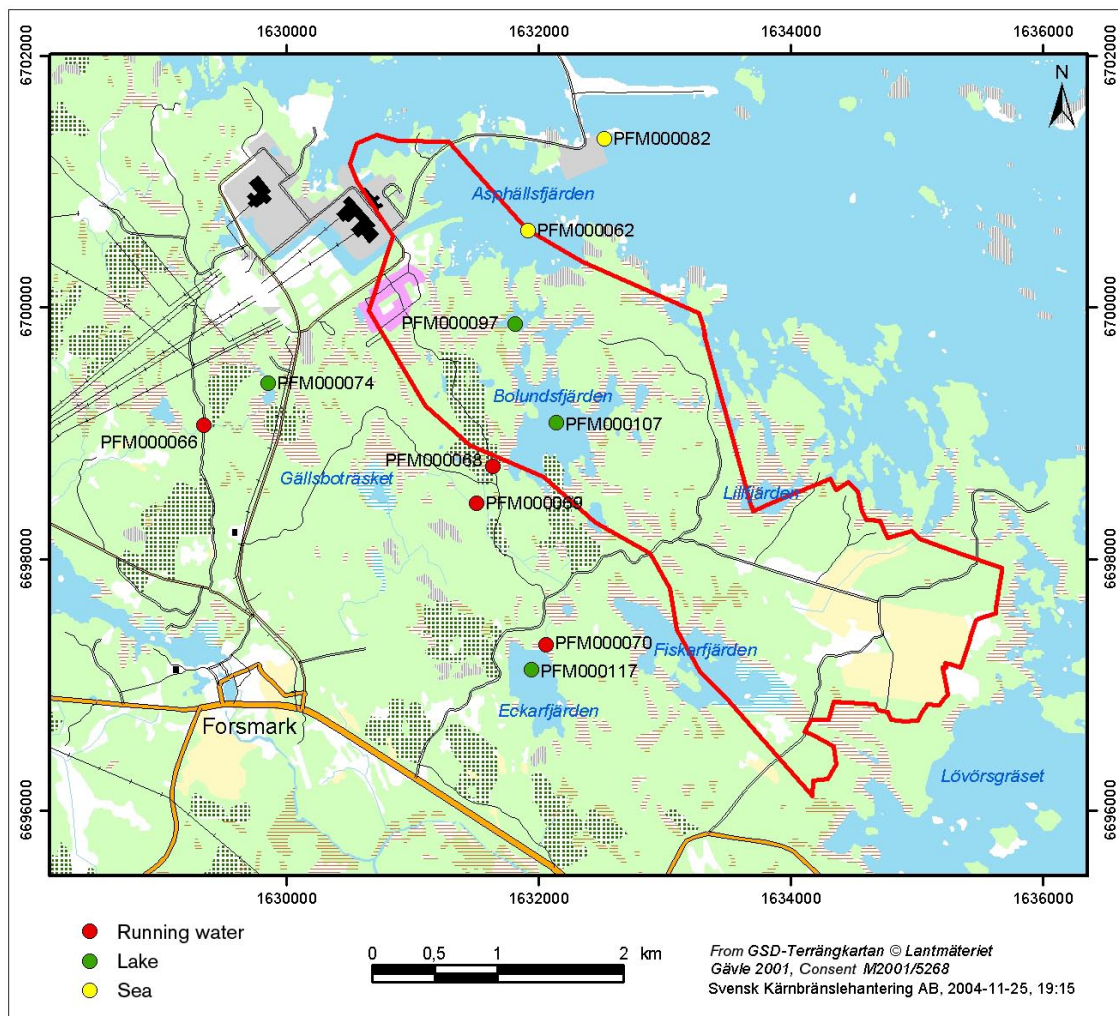 1630000
1632000
1634000
1636000
6702000
6702000
N
PFM000082
Asphällsfjärden
PFM000062
6700000
6700000
PFM000097
PFM000074
Bolundsfjärden
PFM000107
PFM000066
PFM000068
Gällsboträsket
Lillfjärden
PFM000069
6698000
6698000
PFM000070
Fiskarfjärden
PFM000117
Eckarfjärden
Forsmark
Lövörsgräset
6696000
6696000
1630000
1632000
1634000
1636000
Running water
Lake
Sea
0 0,5 1 2 km
From GSD-Terrängkartan © Lantmäteriet
Gävle 2001, Consent M2001/5268
Svensk Kärnbränslehantering AB, 2004-11-25, 19:15